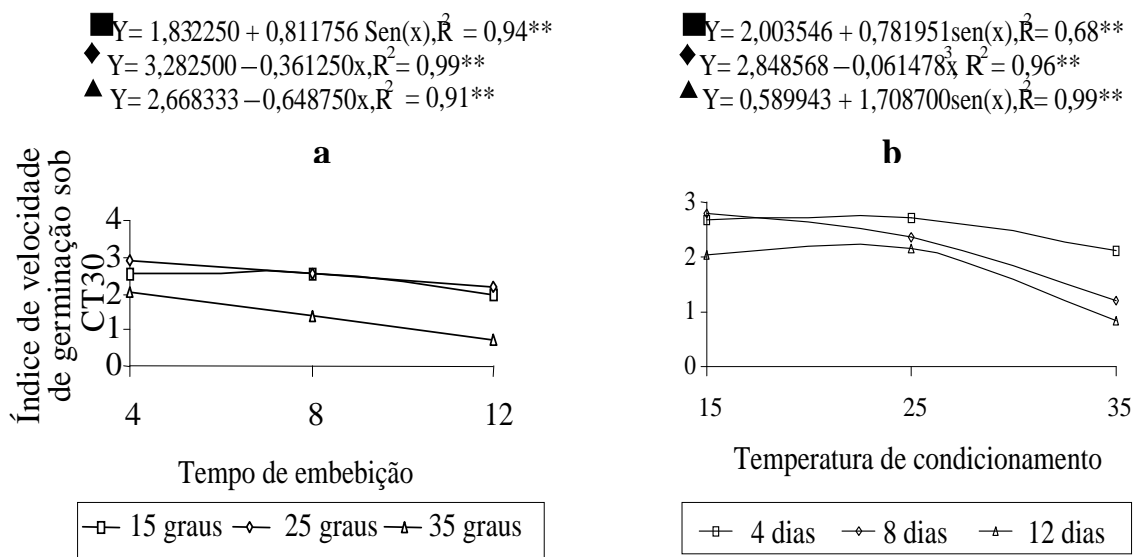 Y= 1,832250 + 0,811756 Sen(x),R² = 0,94**
Y= 3,282500 – 0,361250x,R²= 0,99**
Y= 2,668333 – 0,648750x,R² = 0,91**
a
Índice de velocidade
de germinação sob
CT30
4
3
2
1
0
4 8 12
Tempo de embebição
15 graus 25 graus 35 graus
Y= 2,003546 + 0,781951sen(x),R²= 0,68**
Y= 2,848568 – 0,061478x³, R²= 0,96**
Y= 0,589943 + 1,708700sen(x),R²= 0,99**
b
3
2
1
0
15 25 35
Temperatura de condicionamento
4 dias 8 dias 12 dias